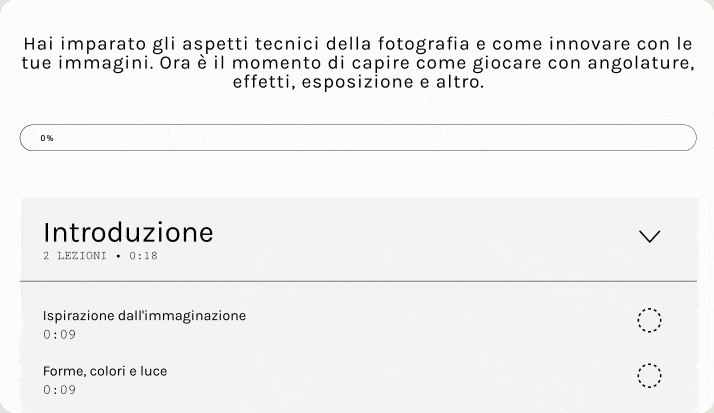 Hai imparato gli aspetti tecnici della fotografia e come innovare con le
tue immagini. Ora è il momento di capire come giocare con angolature,
effetti, esposizione e altro.
0%
Introduzione
2 LEZIONI • 0:18
Ispirazione dall'immaginazione
0:09
Forme, colori e luce
0:09